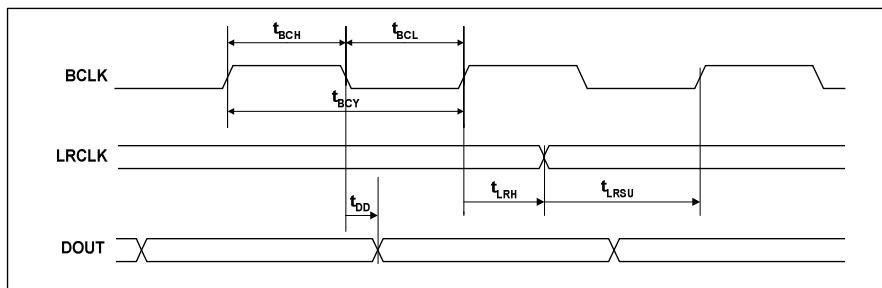 tBCH tBCL
BCLK
tBCY
LRCLK
tLRH tLRSU
tDD
DOUT